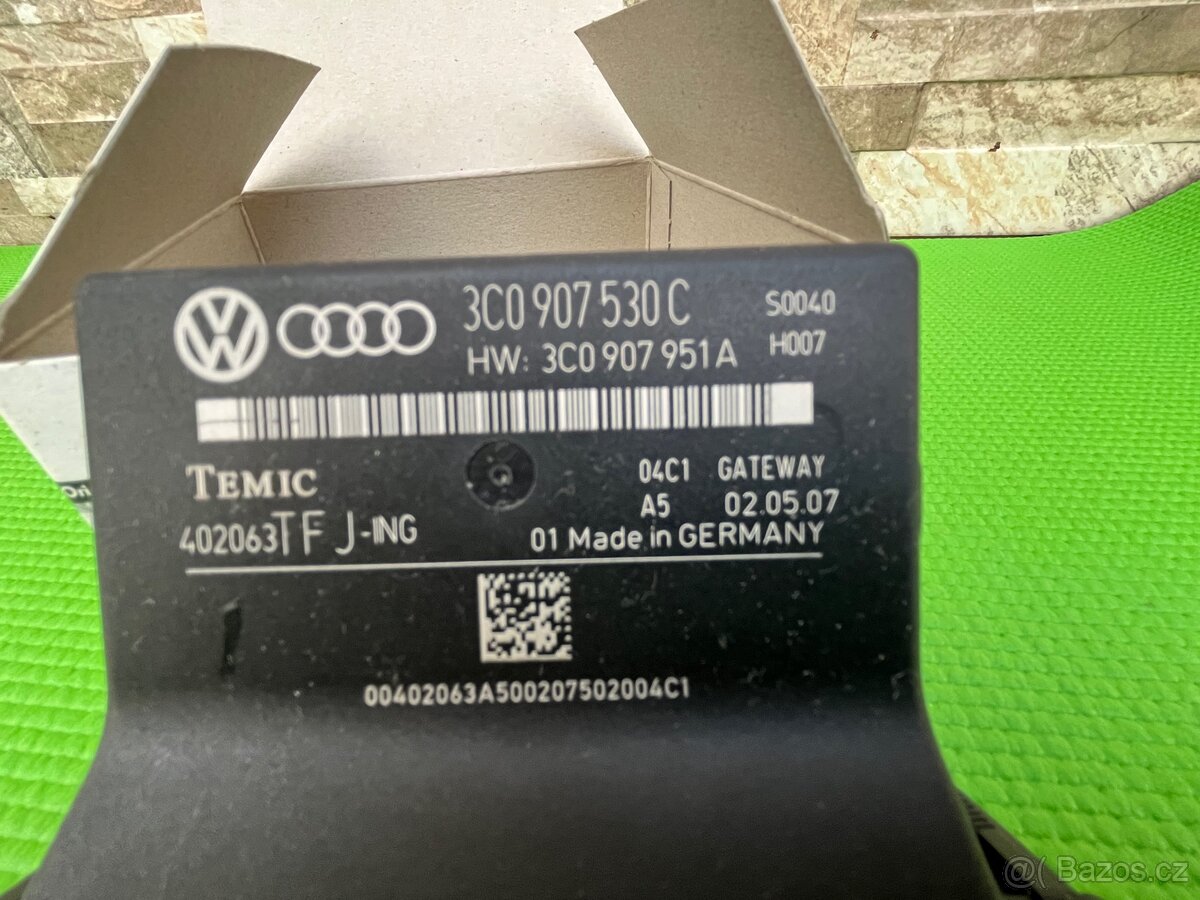 3C0 907 530 C S0040
HW: 3C0 907 951 A H007
TEMIC 04C1 GATEWAY
A5 02.05.07
402063TF J-ING 01 Made in GERMANY
00402063A500207502004C1
@( Bazos.cz